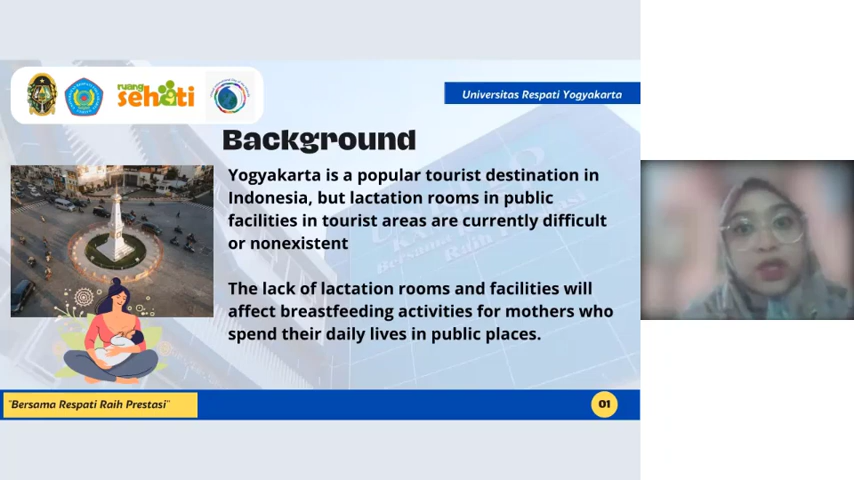 ruang
sehati
Universitas Respati Yogyakarta
Background
Yogyakarta is a popular tourist destination in
Indonesia, but lactation rooms in public
facilities in tourist areas are currently difficult
or nonexistent
The lack of lactation rooms and facilities will
affect breastfeeding activities for mothers who
spend their daily lives in public places.
"Bersama Respati Raih Prestasi"
01